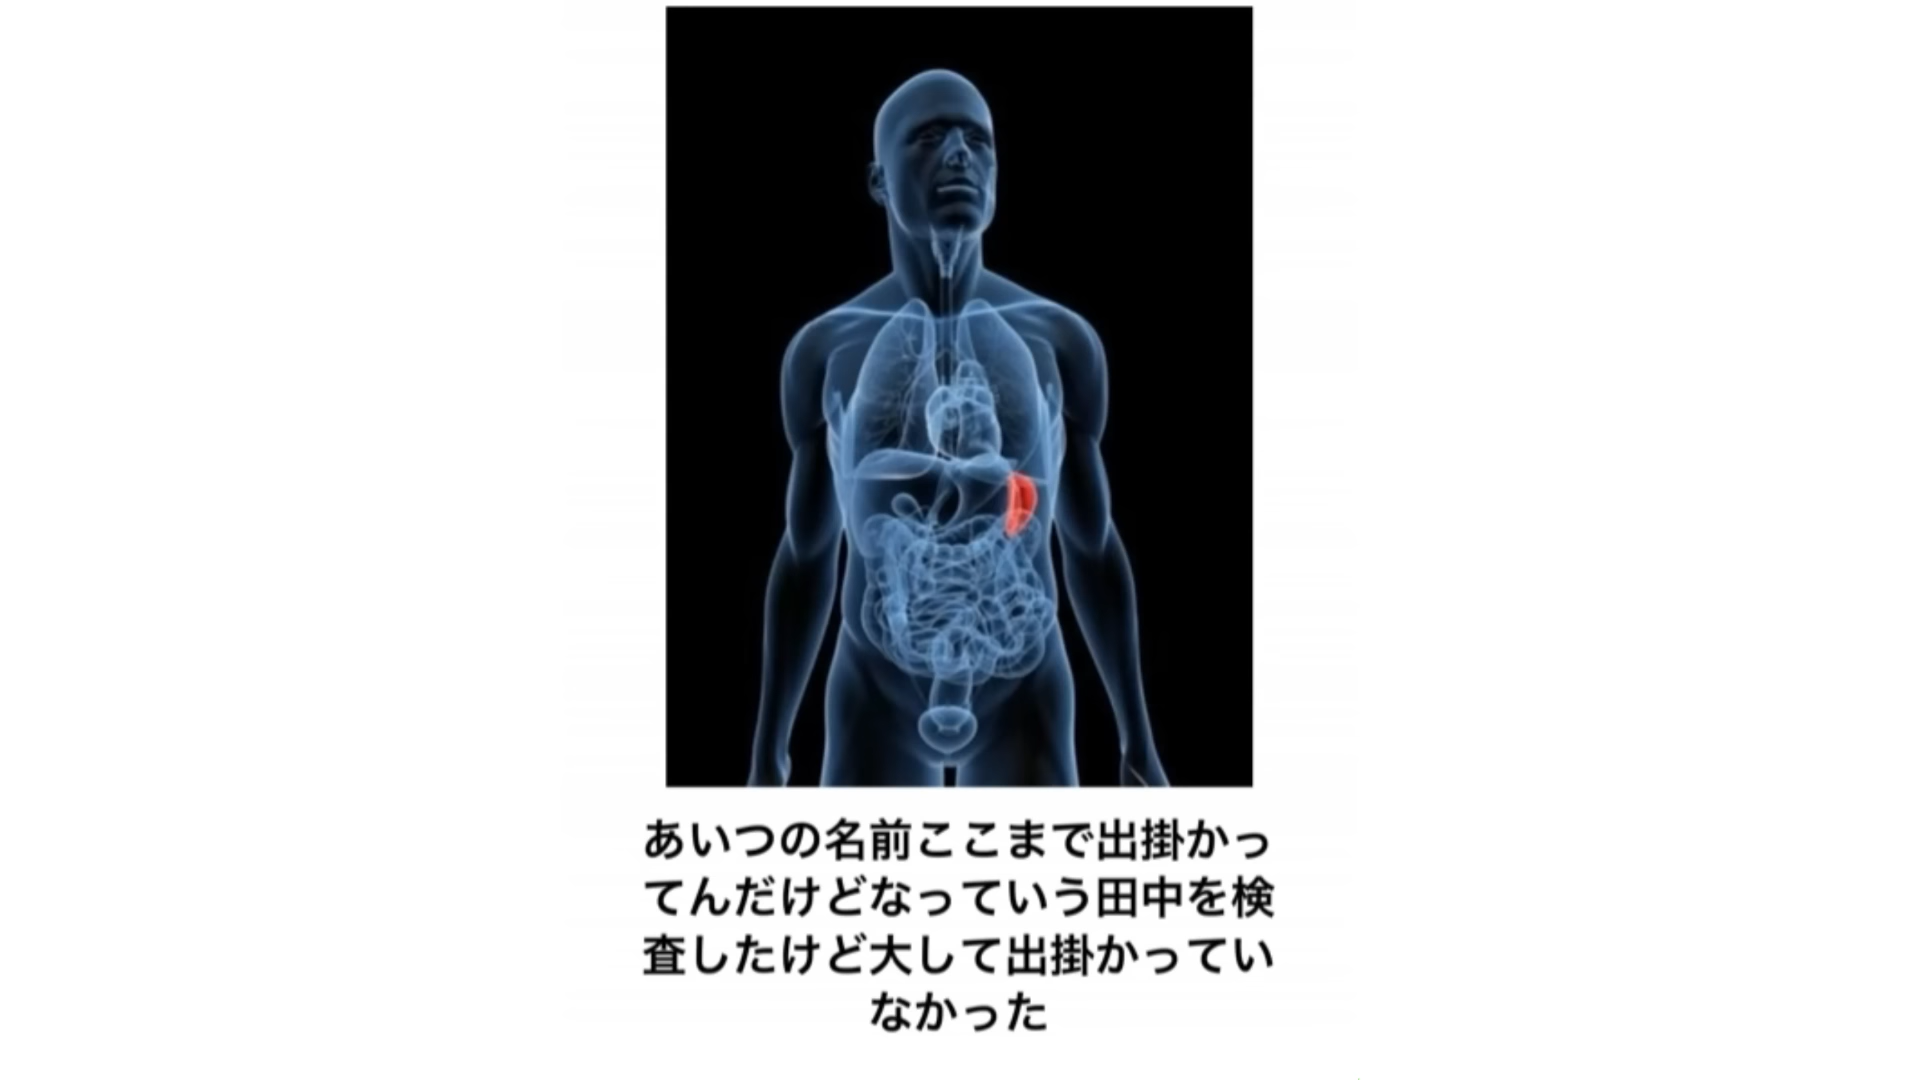 あいつの名前ここまで出掛かっ
てんだけどなっていう田中を検
査したけど大して出掛かってい
なかった